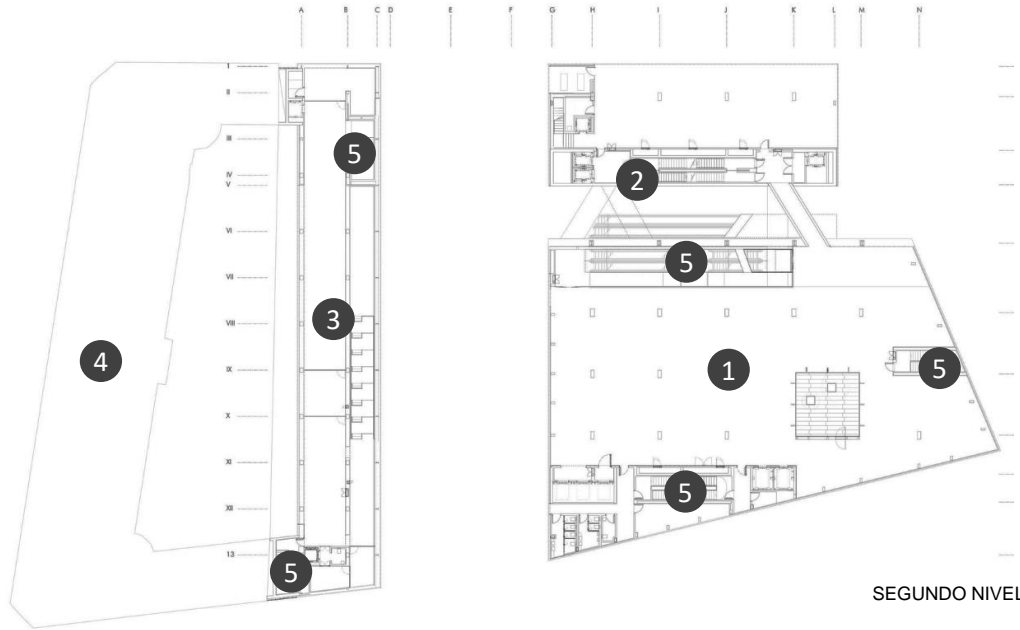 A B C D E F G H I J K L M N
I
II
III
IV
V
VI
VII
VIII
IX
X
XI
XII
13
5
2
5
3
4
1
5
5
5
SEGUNDO NIVEL